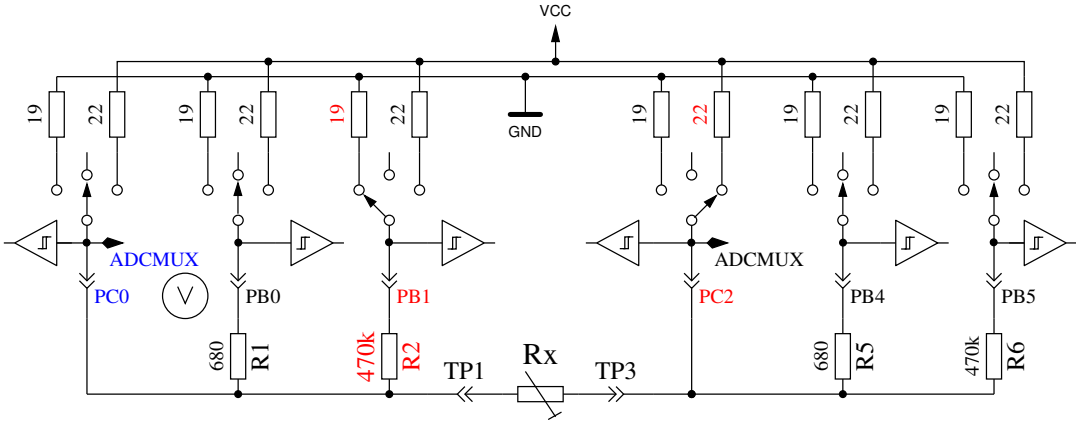 VCC
19
22
19
22
19
22
GND
19
22
19
22
19
22
ADCMUX
ADCMUX
PC0
V
PB0
PB1
PC2
PB4
PB5
680
R1
470k
R2
680
R5
470k
R6
TP1
Rx
TP3